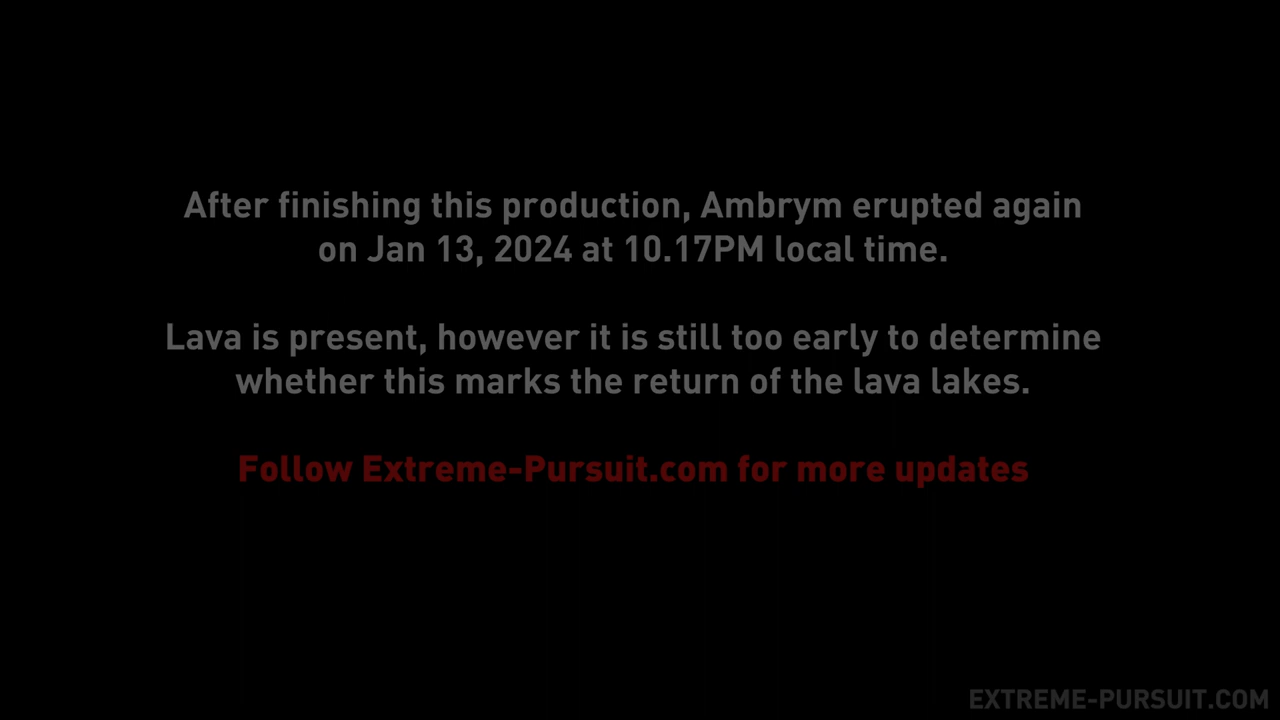 After finishing this production, Ambrym erupted again
on Jan 13, 2024 at 10.17PM local time.
Lava is present, however it is still too early to determine
whether this marks the return of the lava lakes.
Follow Extreme-Pursuit.com for more updates
EXTREME-PURSUIT.COM